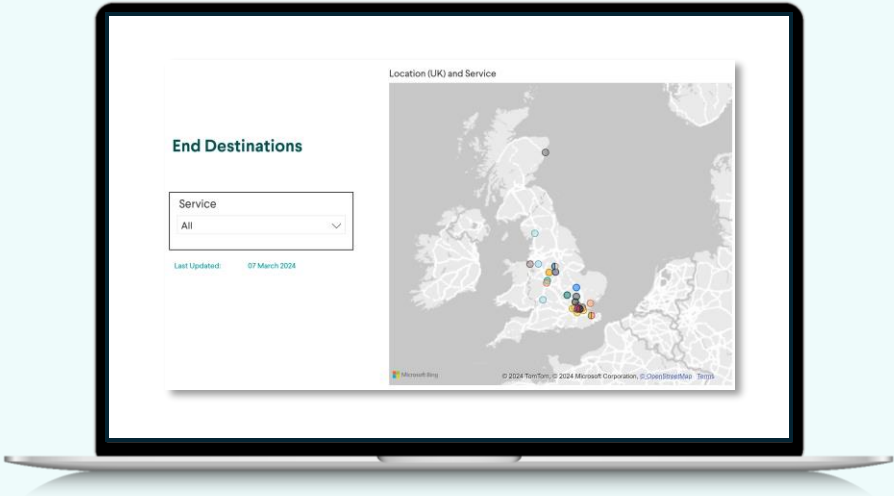 Location (UK) and Service
End Destinations
Service
All
Last Updated: 07 March 2024
Microsoft Bing
© 2024 TomTom, © 2024 Microsoft Corporation, © OpenStreetMap Terms